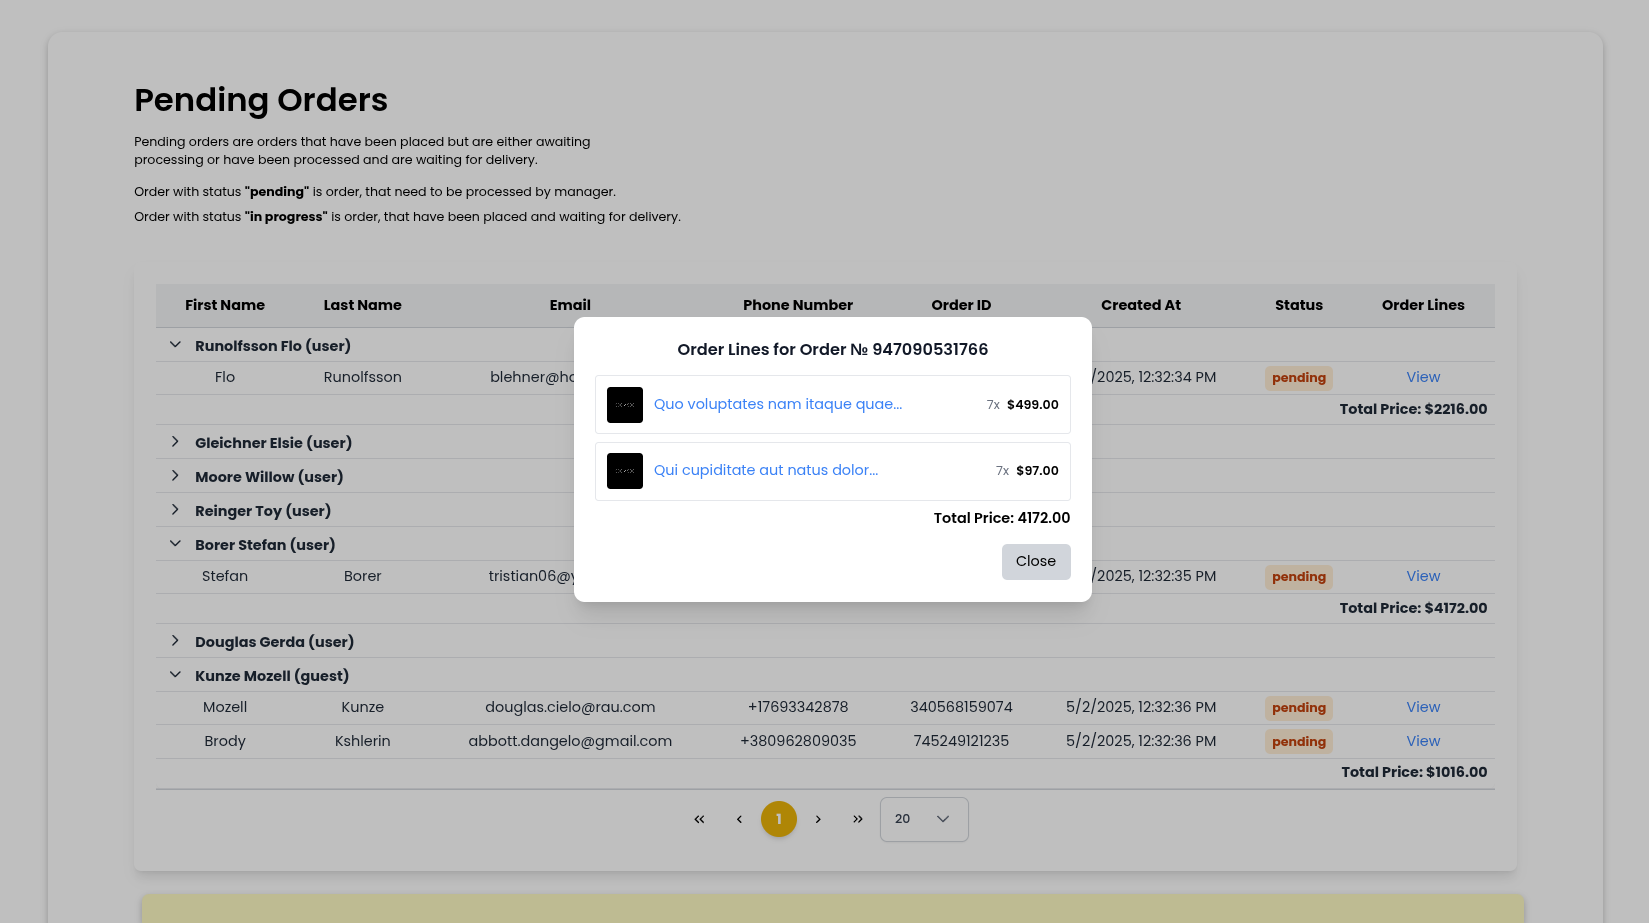 Pending Orders
Pending orders are orders that have been placed but are either awaiting
processing or have been processed and are waiting for delivery.
Order with status "pending" is order, that need to be processed by manager.
Order with status "in progress" is order, that have been placed and waiting for delivery.
First Name Last Name Email Phone Number Order ID Created At Status Order Lines
Runolfsson Flo (user)
Flo Runolfsson /2025, 12:32:34 PM pending View
Total Price: $2216.00
Gleichner Elsie (user)
Moore Willow (user)
Reinger Toy (user)
Borer Stefan (user)
Stefan Borer /2025, 12:32:35 PM pending View
Total Price: $4172.00
Order Lines for Order № 947090531766
Quo voluptates nam itaque quae... 7x $499.00
Qui cupiditate aut natus dolor... 7x $97.00
Total Price: 4172.00
Close
Douglas Gerda (user)
Kunze Mozell (guest)
Mozell Kunze douglas.cielo@rau.com +17693342878 340568159074 5/2/2025, 12:32:36 PM pending View
Brody Kshlerin abbott.dangelo@gmail.com +380962809035 745249121235 5/2/2025, 12:32:36 PM pending View
Total Price: $1016.00
« ‹ 1 › » 20